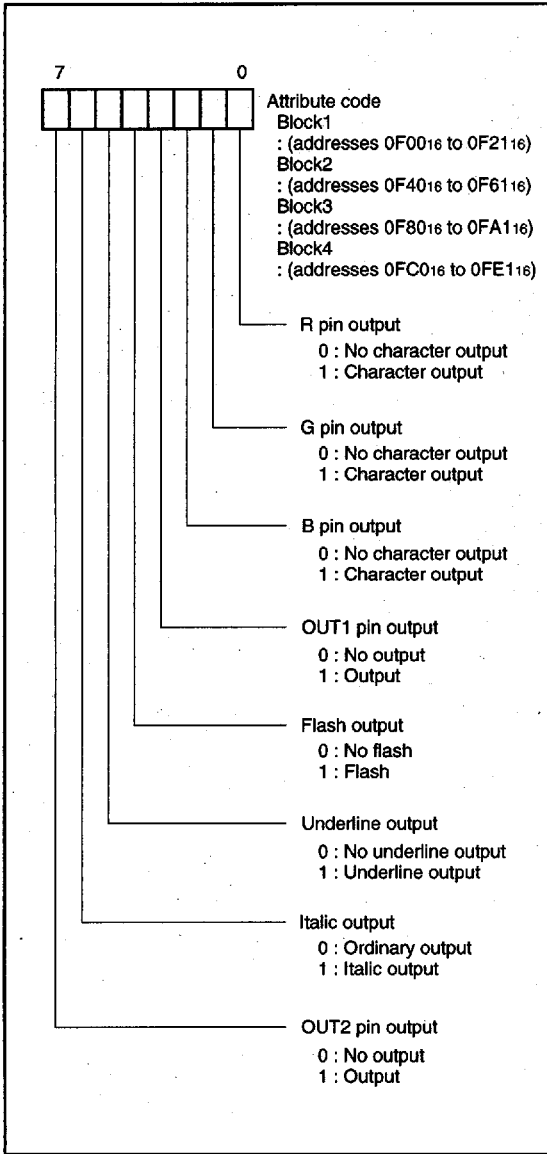 7 0
Attribute code
Block1
: (addresses 0F0016 to 0F2116)
Block2
: (addresses 0F4016 to 0F6116)
Block3
: (addresses 0F8016 to 0FA116)
Block4
: (addresses 0FC016 to 0FE116)
R pin output
0 : No character output
1 : Character output
G pin output
0 : No character output
1 : Character output
B pin output
0 : No character output
1 : Character output
OUT1 pin output
0 : No output
1 : Output
Flash output
0 : No flash
1 : Flash
Underline output
0 : No underline output
1 : Underline output
Italic output
0 : Ordinary output
1 : Italic output
OUT2 pin output
0 : No output
1 : Output